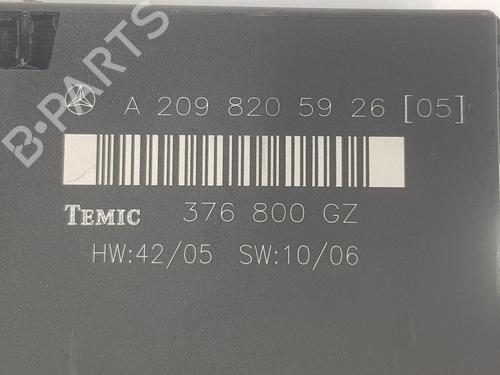 B-PARTS
A 209 820 59 26 [05]
TEMIC 376 800 GZ
HW:42/05 SW:10/06